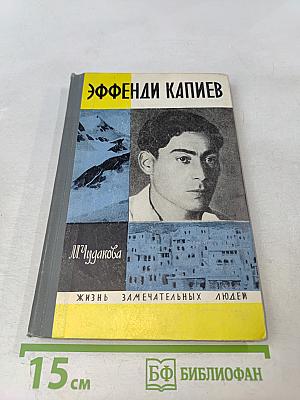 ЭФФЕНДИ КАПИЕВ
М. Чудакова
ЖИЗНЬ ЗАМЕЧАТЕЛЬНЫХ ЛЮДЕЙ
15 см
БФ БИБЛИОФАН